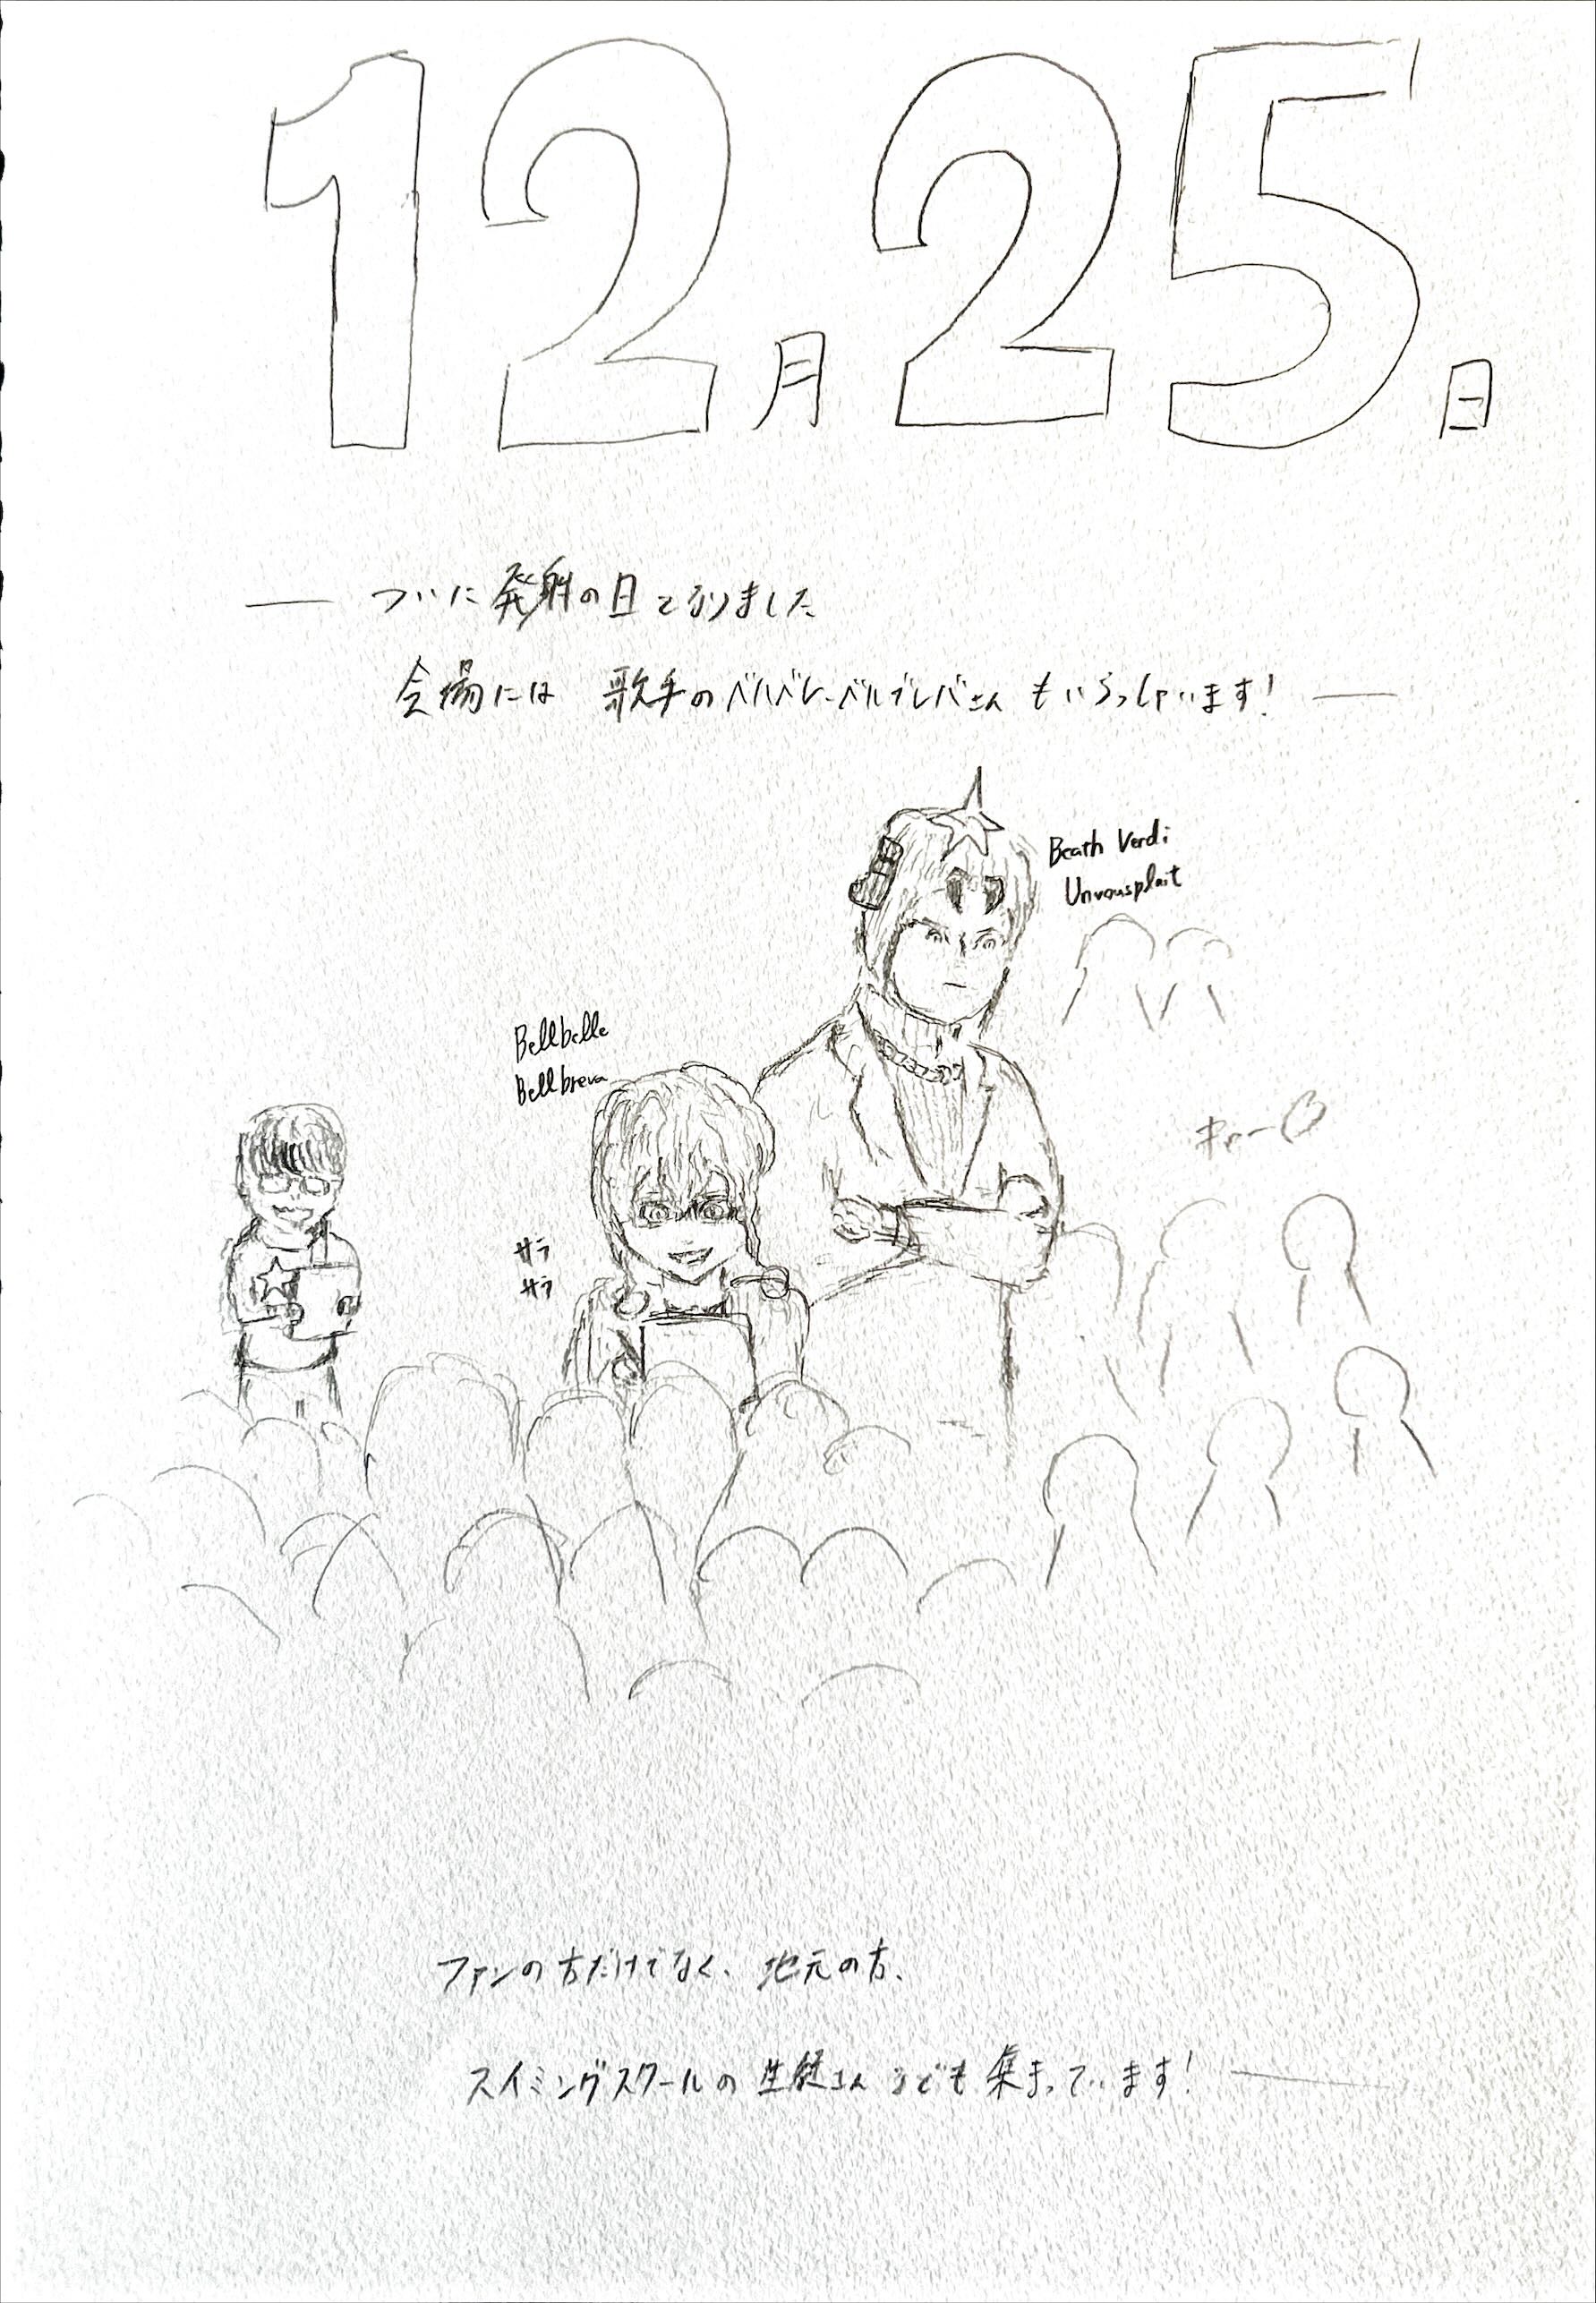 12月25日
── ついに発射の日となりました
会場には 歌手のベルベレ・ベルブレバさん もいらっしゃいます! ──
Beath Verdi
Unvousplait
Bellbelle
Bellbreva
キャー♡
サラ
サラ
ファンの方だけでなく、地元の方、
スイミングスクールの生徒さんなども集まっています! ──